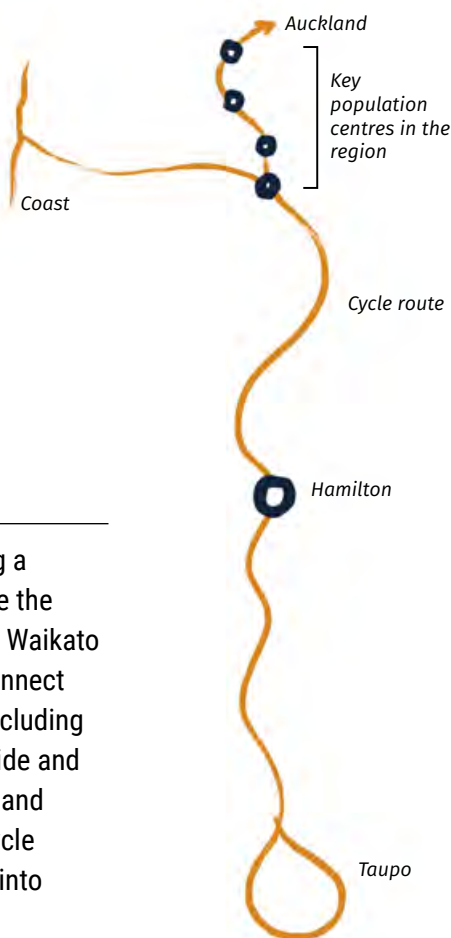 Auckland
Key
population
centres in the
region
Coast
Cycle route
Hamilton
g a
e the
Waikato
nnect
cluding
ide and
and
cle
into
Taupo